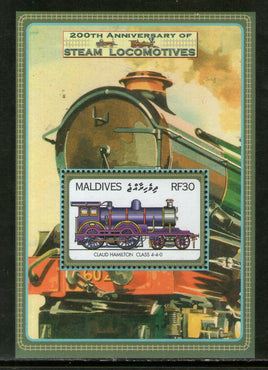 200TH ANNIVERSARY OF
STEAM LOCOMOTIVES
MALDIVES ދިވެހިރާއްޖެ RF30
CLAUD HAMILTON CLASS 4-4-0